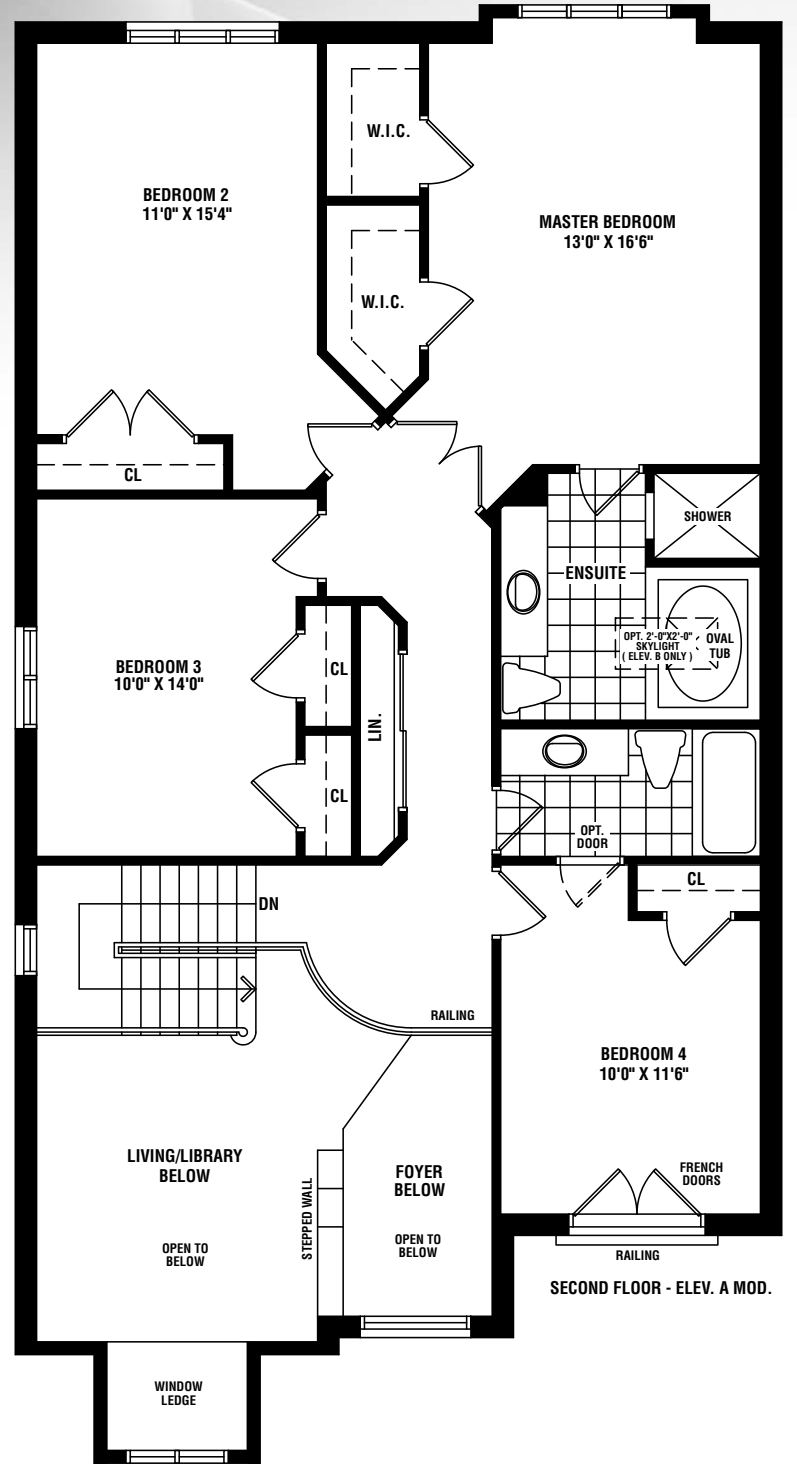 W.I.C.
BEDROOM 2
11'0" X 15'4"
MASTER BEDROOM
13'0" X 16'6"
W.I.C.
CL
SHOWER
ENSUITE
OPT. 2'-0"X2'-0"
SKYLIGHT
( ELEV. B ONLY )
OVAL
TUB
BEDROOM 3
10'0" X 14'0"
CL
LIN.
CL
OPT.
DOOR
CL
DN
RAILING
BEDROOM 4
10'0" X 11'6"
LIVING/LIBRARY
BELOW
OPEN TO
BELOW
STEPPED WALL
FOYER
BELOW
OPEN TO
BELOW
FRENCH
DOORS
RAILING
SECOND FLOOR - ELEV. A MOD.
WINDOW
LEDGE